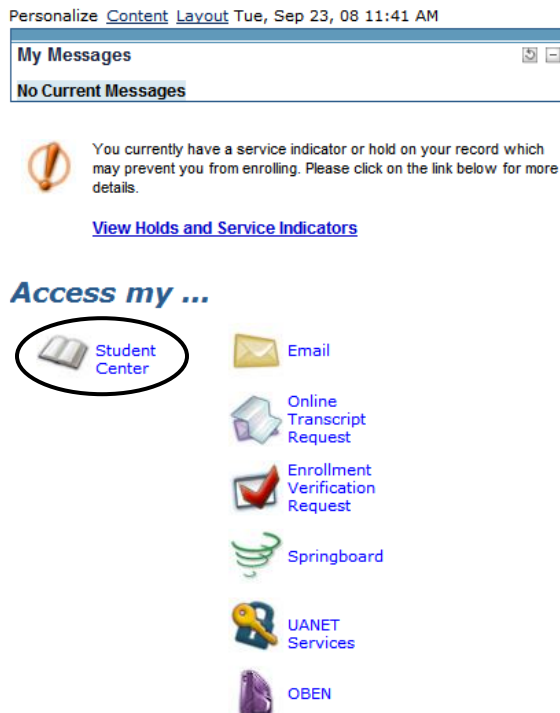 Personalize Content Layout Tue, Sep 23, 08 11:41 AM
My Messages
No Current Messages
You currently have a service indicator or hold on your record which
may prevent you from enrolling. Please click on the link below for more
details.
View Holds and Service Indicators
Access my ...
Student
Center
Email
Online
Transcript
Request
Enrollment
Verification
Request
Springboard
UANET
Services
OBEN